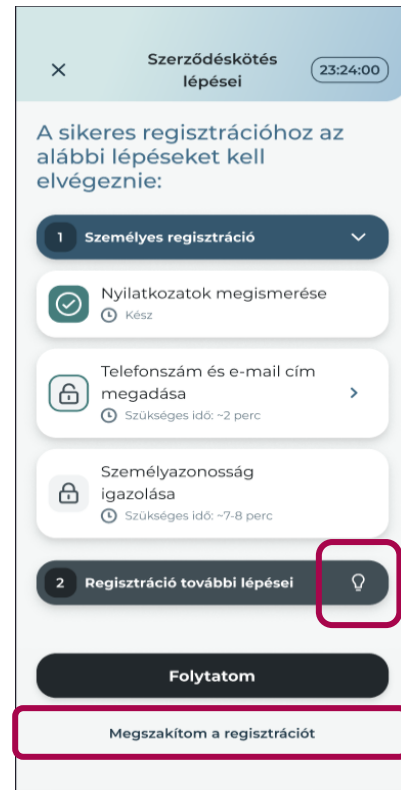 Szerződéskötés
lépései
23:24:00
A sikeres regisztrációhoz az
alábbi lépéseket kell
elvégeznie:
1 Személyes regisztráció
Nyilatkozatok megismerése
Kész
Telefonszám és e-mail cím
megadása
Szükséges idő: ~2 perc
Személyazonosság
igazolása
Szükséges idő: ~7-8 perc
2 Regisztráció további lépései
Folytatom
Megszakítom a regisztrációt